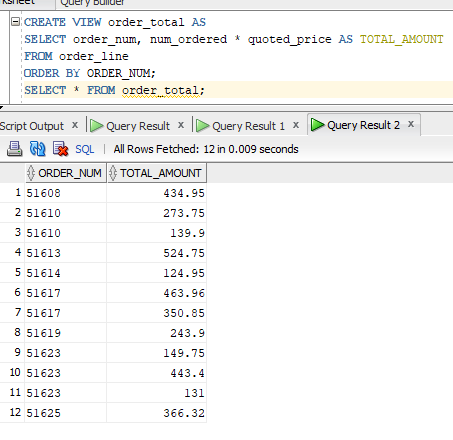 Query Builder
CREATE VIEW order_total AS
SELECT order_num, num_ordered * quoted_price AS TOTAL_AMOUNT
FROM order_line
ORDER BY ORDER_NUM;
SELECT * FROM order_total;
Script Output x Query Result x Query Result 1 x Query Result 2 x
SQL | All Rows Fetched: 12 in 0.009 seconds
ORDER_NUM TOTAL_AMOUNT
1 51608 434.95
2 51610 273.75
3 51610 139.9
4 51613 524.75
5 51614 124.95
6 51617 463.96
7 51617 350.85
8 51619 243.9
9 51623 149.75
10 51623 443.4
11 51623 131
12 51625 366.32